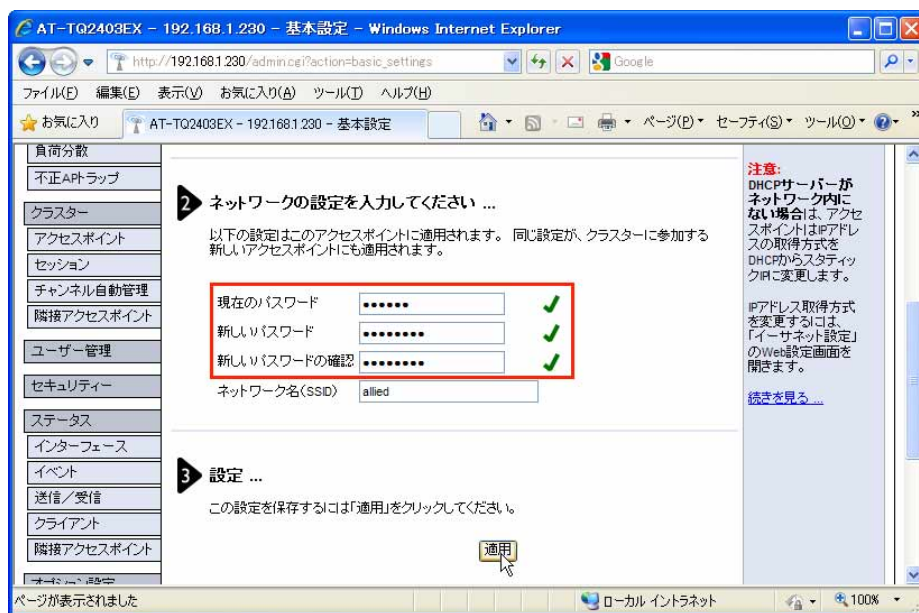 AT-TQ2403EX - 192.168.1.230 - 基本設定 - Windows Internet Explorer
http://192.168.1.230/admin.cgi?action=basic_settings
Google
ファイル(F) 編集(E) 表示(V) お気に入り(A) ツール(T) ヘルプ(H)
お気に入り
AT-TQ2403EX - 192.168.1.230 - 基本設定
ページ(P) セーフティ(S) ツール(O)
負荷分散
不正APトラップ
クラスター
アクセスポイント
セッション
チャンネル自動管理
隣接アクセスポイント
ユーザー管理
セキュリティー
ステータス
インターフェース
イベント
送信/受信
クライアント
隣接アクセスポイント
オプション設定
2 ネットワークの設定を入力してください ...
以下の設定はこのアクセスポイントに適用されます。 同じ設定が、クラスターに参加する
新しいアクセスポイントにも適用されます。
現在のパスワード ••••••
新しいパスワード ••••••••
新しいパスワードの確認 ••••••••
ネットワーク名(SSID) allied
3 設定 ...
この設定を保存するには「適用」をクリックしてください。
適用
注意:
DHCPサーバーが
ネットワーク内に
ない場合は、アクセ
スポイントはIPアドレ
スの取得方式を
DHCPからスタティッ
クIPに変更します。
IPアドレス取得方式
を変更するには、
「イーサネット設定」
のWeb設定画面を
開きます。
続きを見る ...
ページが表示されました
ローカル イントラネット
100%